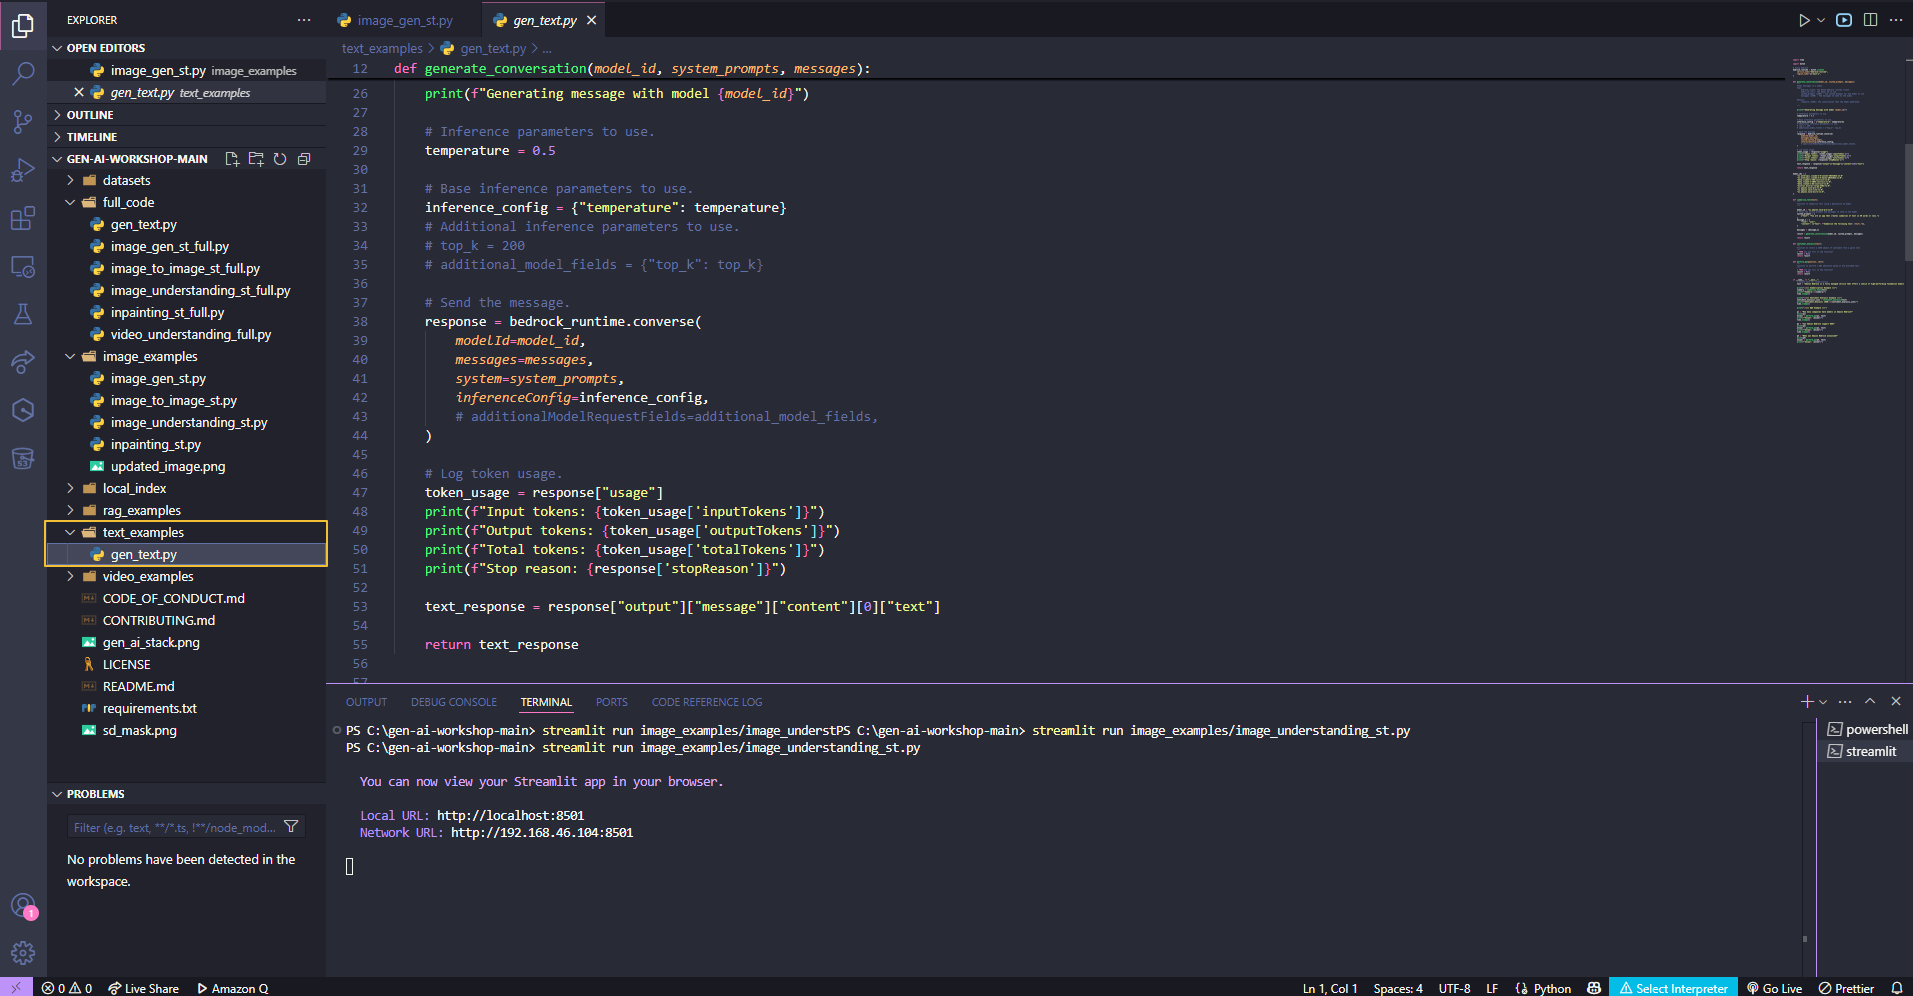 EXPLORER
OPEN EDITORS
image_gen_st.py image_examples
gen_text.py text_examples
OUTLINE
TIMELINE
GEN-AI-WORKSHOP-MAIN
datasets
full_code
gen_text.py
image_gen_st_full.py
image_to_image_st_full.py
image_understanding_st_full.py
inpainting_st_full.py
video_understanding_full.py
image_examples
image_gen_st.py
image_to_image_st.py
image_understanding_st.py
inpainting_st.py
updated_image.png
local_index
rag_examples
text_examples
gen_text.py
video_examples
CODE_OF_CONDUCT.md
CONTRIBUTING.md
gen_ai_stack.png
LICENSE
README.md
requirements.txt
sd_mask.png
PROBLEMS
Filter (e.g. text, **/*.ts, !**/node_mod...
No problems have been detected in the
workspace.
S3
1
image_gen_st.py
gen_text.py
text_examples > gen_text.py > ...
12 def generate_conversation(model_id, system_prompts, messages):
26 print(f"Generating message with model {model_id}")
27
28 # Inference parameters to use.
29 temperature = 0.5
30
31 # Base inference parameters to use.
32 inference_config = {"temperature": temperature}
33 # Additional inference parameters to use.
34 # top_k = 200
35 # additional_model_fields = {"top_k": top_k}
36
37 # Send the message.
38 response = bedrock_runtime.converse(
39 modelId=model_id,
40 messages=messages,
41 system=system_prompts,
42 inferenceConfig=inference_config,
43 # additionalModelRequestFields=additional_model_fields,
44 )
45
46 # Log token usage.
47 token_usage = response["usage"]
48 print(f"Input tokens: {token_usage['inputTokens']}")
49 print(f"Output tokens: {token_usage['outputTokens']}")
50 print(f"Total tokens: {token_usage['totalTokens']}")
51 print(f"Stop reason: {response['stopReason']}")
52
53 text_response = response["output"]["message"]["content"][0]["text"]
54
55 return text_response
56
57
OUTPUT DEBUG CONSOLE TERMINAL PORTS CODE REFERENCE LOG
PS C:\gen-ai-workshop-main> streamlit run image_examples/image_understPS C:\gen-ai-workshop-main> streamlit run image_examples/image_understanding_st.py
PS C:\gen-ai-workshop-main> streamlit run image_examples/image_understanding_st.py
You can now view your Streamlit app in your browser.
Local URL: http://localhost:8501
Network URL: http://192.168.46.104:8501
powershell
streamlit
0 0 Live Share Amazon Q
Ln 1, Col 1 Spaces: 4 UTF-8 LF Python Select Interpreter Go Live Prettier